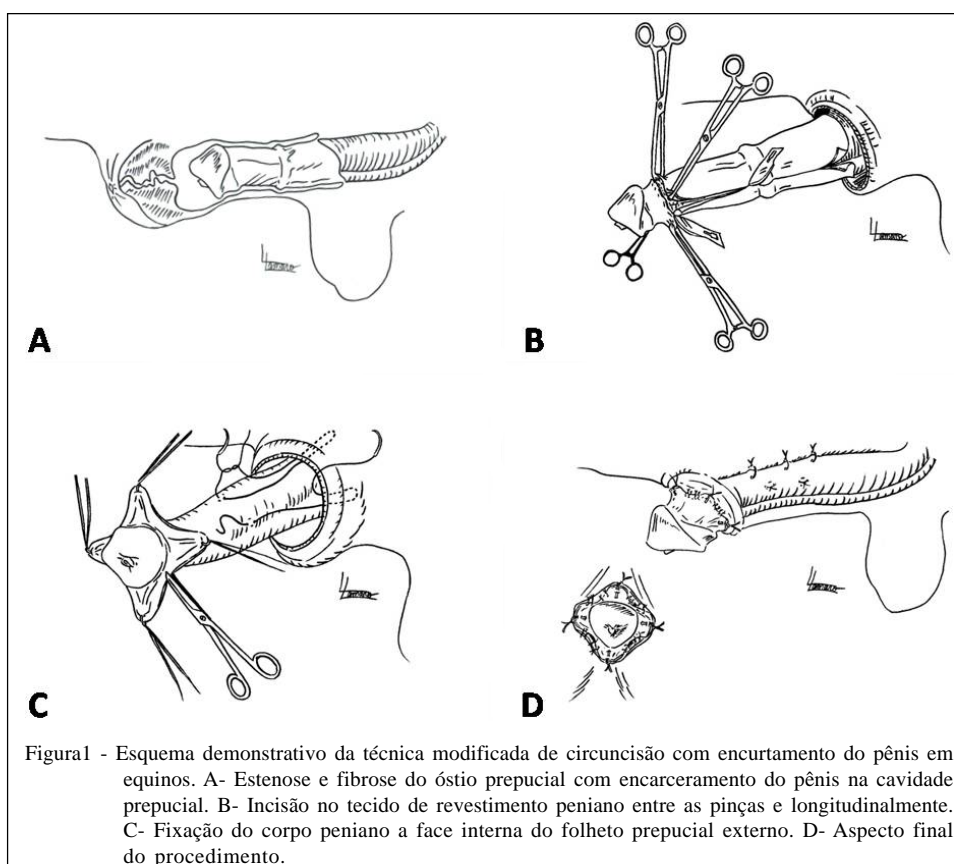 A
B
C
D
Figura1 - Esquema demonstrativo da técnica modificada de circuncisão com encurtamento do pênis em
equinos. A- Estenose e fibrose do óstio prepucial com encarceramento do pênis na cavidade
prepucial. B- Incisão no tecido de revestimento peniano entre as pinças e longitudinalmente.
C- Fixação do corpo peniano a face interna do folheto prepucial externo. D- Aspecto final
do procedimento.